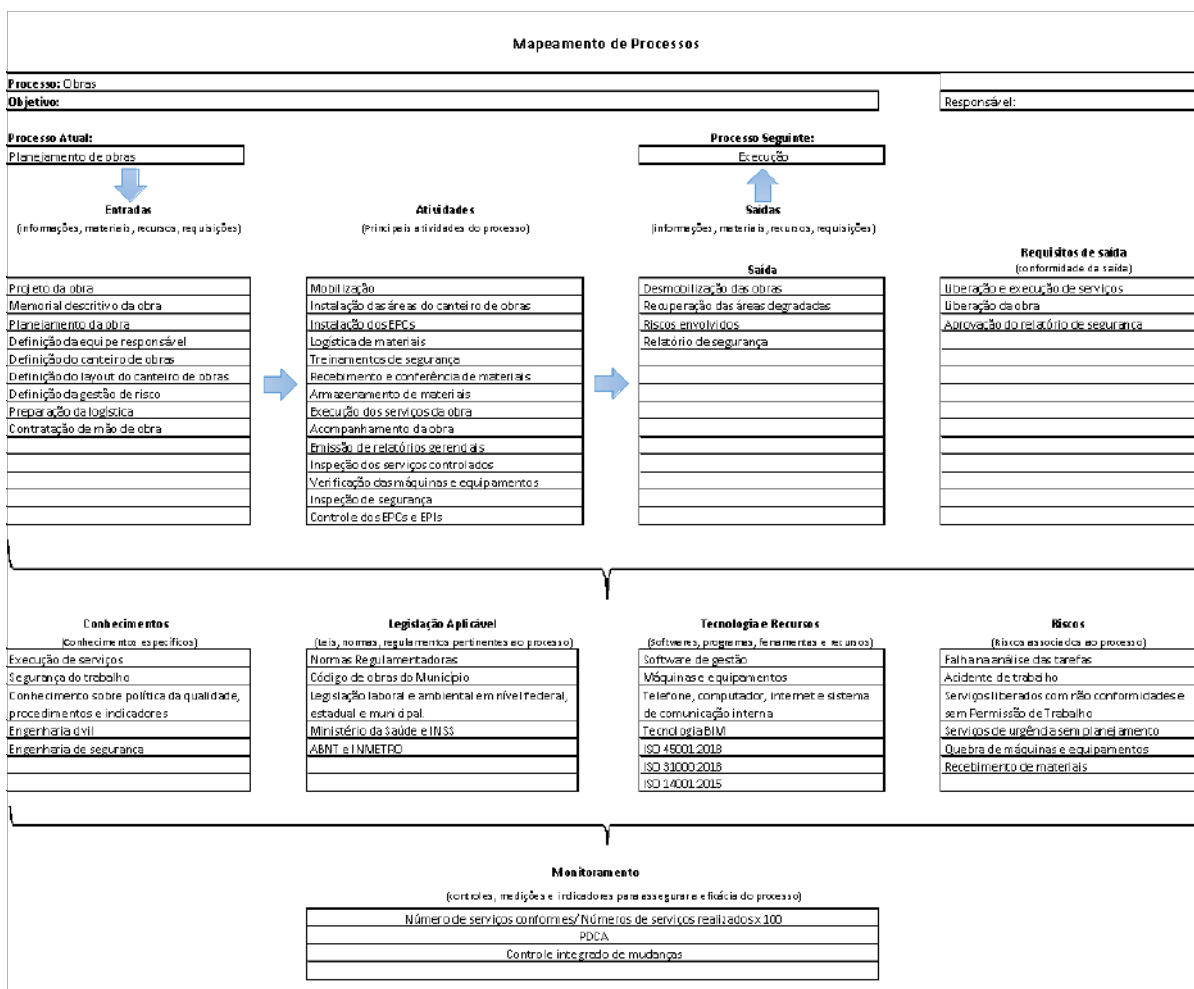 Mapeamento de Processos
Processo: Obras
Objetivo:
Responsável:
Processo Atual:
Planejamento de obras
Processo Seguinte:
Execução
Entradas
(informações, materiais, recursos, requisições)
Projeto da obra
Memorial descritivo da obra
Planejamento da obra
Definição da equipe responsável
Definição do canteiro de obras
Definição do layout do canteiro de obras
Definição da gestão de risco
Preparação da logística
Contratação de mão de obra
Atividades
(Principais atividades do processo)
Mobilização
Instalação das áreas do canteiro de obras
Instalação dos EPCs
Logística de materiais
Treinamentos de segurança
Recebimento e conferência de materiais
Armazenamento de materiais
Execução dos serviços da obra
Acompanhamento da obra
Emissão de relatórios gerenciais
Inspeção dos serviços controlados
Verificação das máquinas e equipamentos
Inspeção de segurança
Controle dos EPCs e EPIs
Saídas
(informações, materiais, recursos, requisições)
Saída
Desmobilização das obras
Recuperação das áreas degradadas
Riscos envolvidos
Relatório de segurança
Requisitos de saída
(conformidade da saída)
Liberação e execução de serviços
Liberação da obra
Aprovação do relatório de segurança
Conhecimentos
(Conhecimentos específicos)
Execução de serviços
Segurança do trabalho
Conhecimento sobre política da qualidade,
procedimentos e indicadores
Engenharia civil
Engenharia de segurança
Legislação Aplicável
(Leis, normas, regulamentos pertinentes ao processo)
Normas Regulamentadoras
Código de obras do Município
Legislação laboral e ambiental em nível federal,
estadual e municipal.
Ministério da Saúde e INSS
ABNT e INMETRO
Tecnologia e Recursos
(Softwares, programas, ferramentas e recursos)
Software de gestão
Máquinas e equipamentos
Telefone, computador, internet e sistema
de comunicação interna
Tecnologia BIM
ISO 45001:2018
ISO 31000:2018
ISO 14001:2015
Riscos
(Riscos associados ao processo)
Falha na análise das tarefas
Acidente de trabalho
Serviços liberados com não conformidades e
sem Permissão de Trabalho
Serviços de urgência sem planejamento
Quebra de máquinas e equipamentos
Recebimento de materiais
Monitoramento
(controles, medições e indicadores para assegurar a eficácia do processo)
Número de serviços conformes/ Números de serviços realizados x 100
PDCA
Controle integrado de mudanças